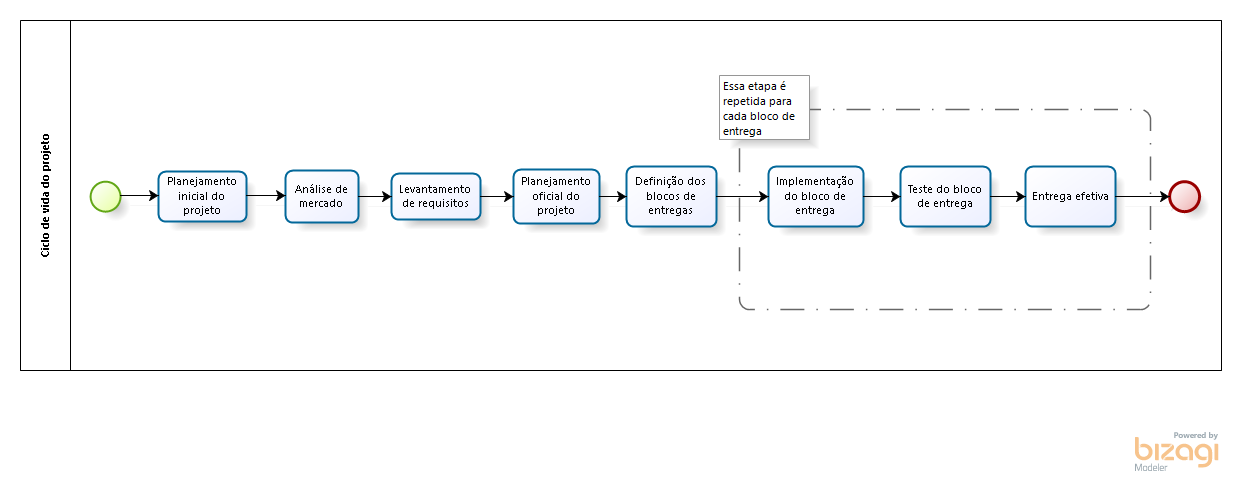 Ciclo de vida do projeto
Essa etapa é
repetida para
cada bloco de
entrega
Planejamento
inicial do
projeto
Análise de
mercado
Levantamento
de requisitos
Planejamento
oficial do
projeto
Definição dos
blocos de
entregas
Implementação
do bloco de
entrega
Teste do bloco
de entrega
Entrega efetiva
Powered by
bizagi
Modeler